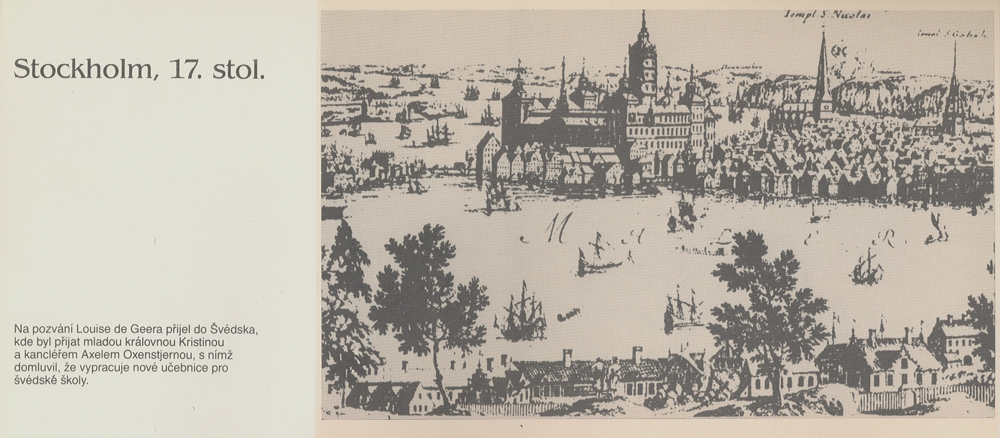 Stockholm, 17. stol.
Na pozvání Louise de Geera přijel do Švédska,
kde byl přijat mladou královnou Kristinou
a kancléřem Axelem Oxenstjernou, s nímž
domluvil, že vypracuje nové učebnice pro
švédské školy.
Templ. S. Nicolai
M A L E R